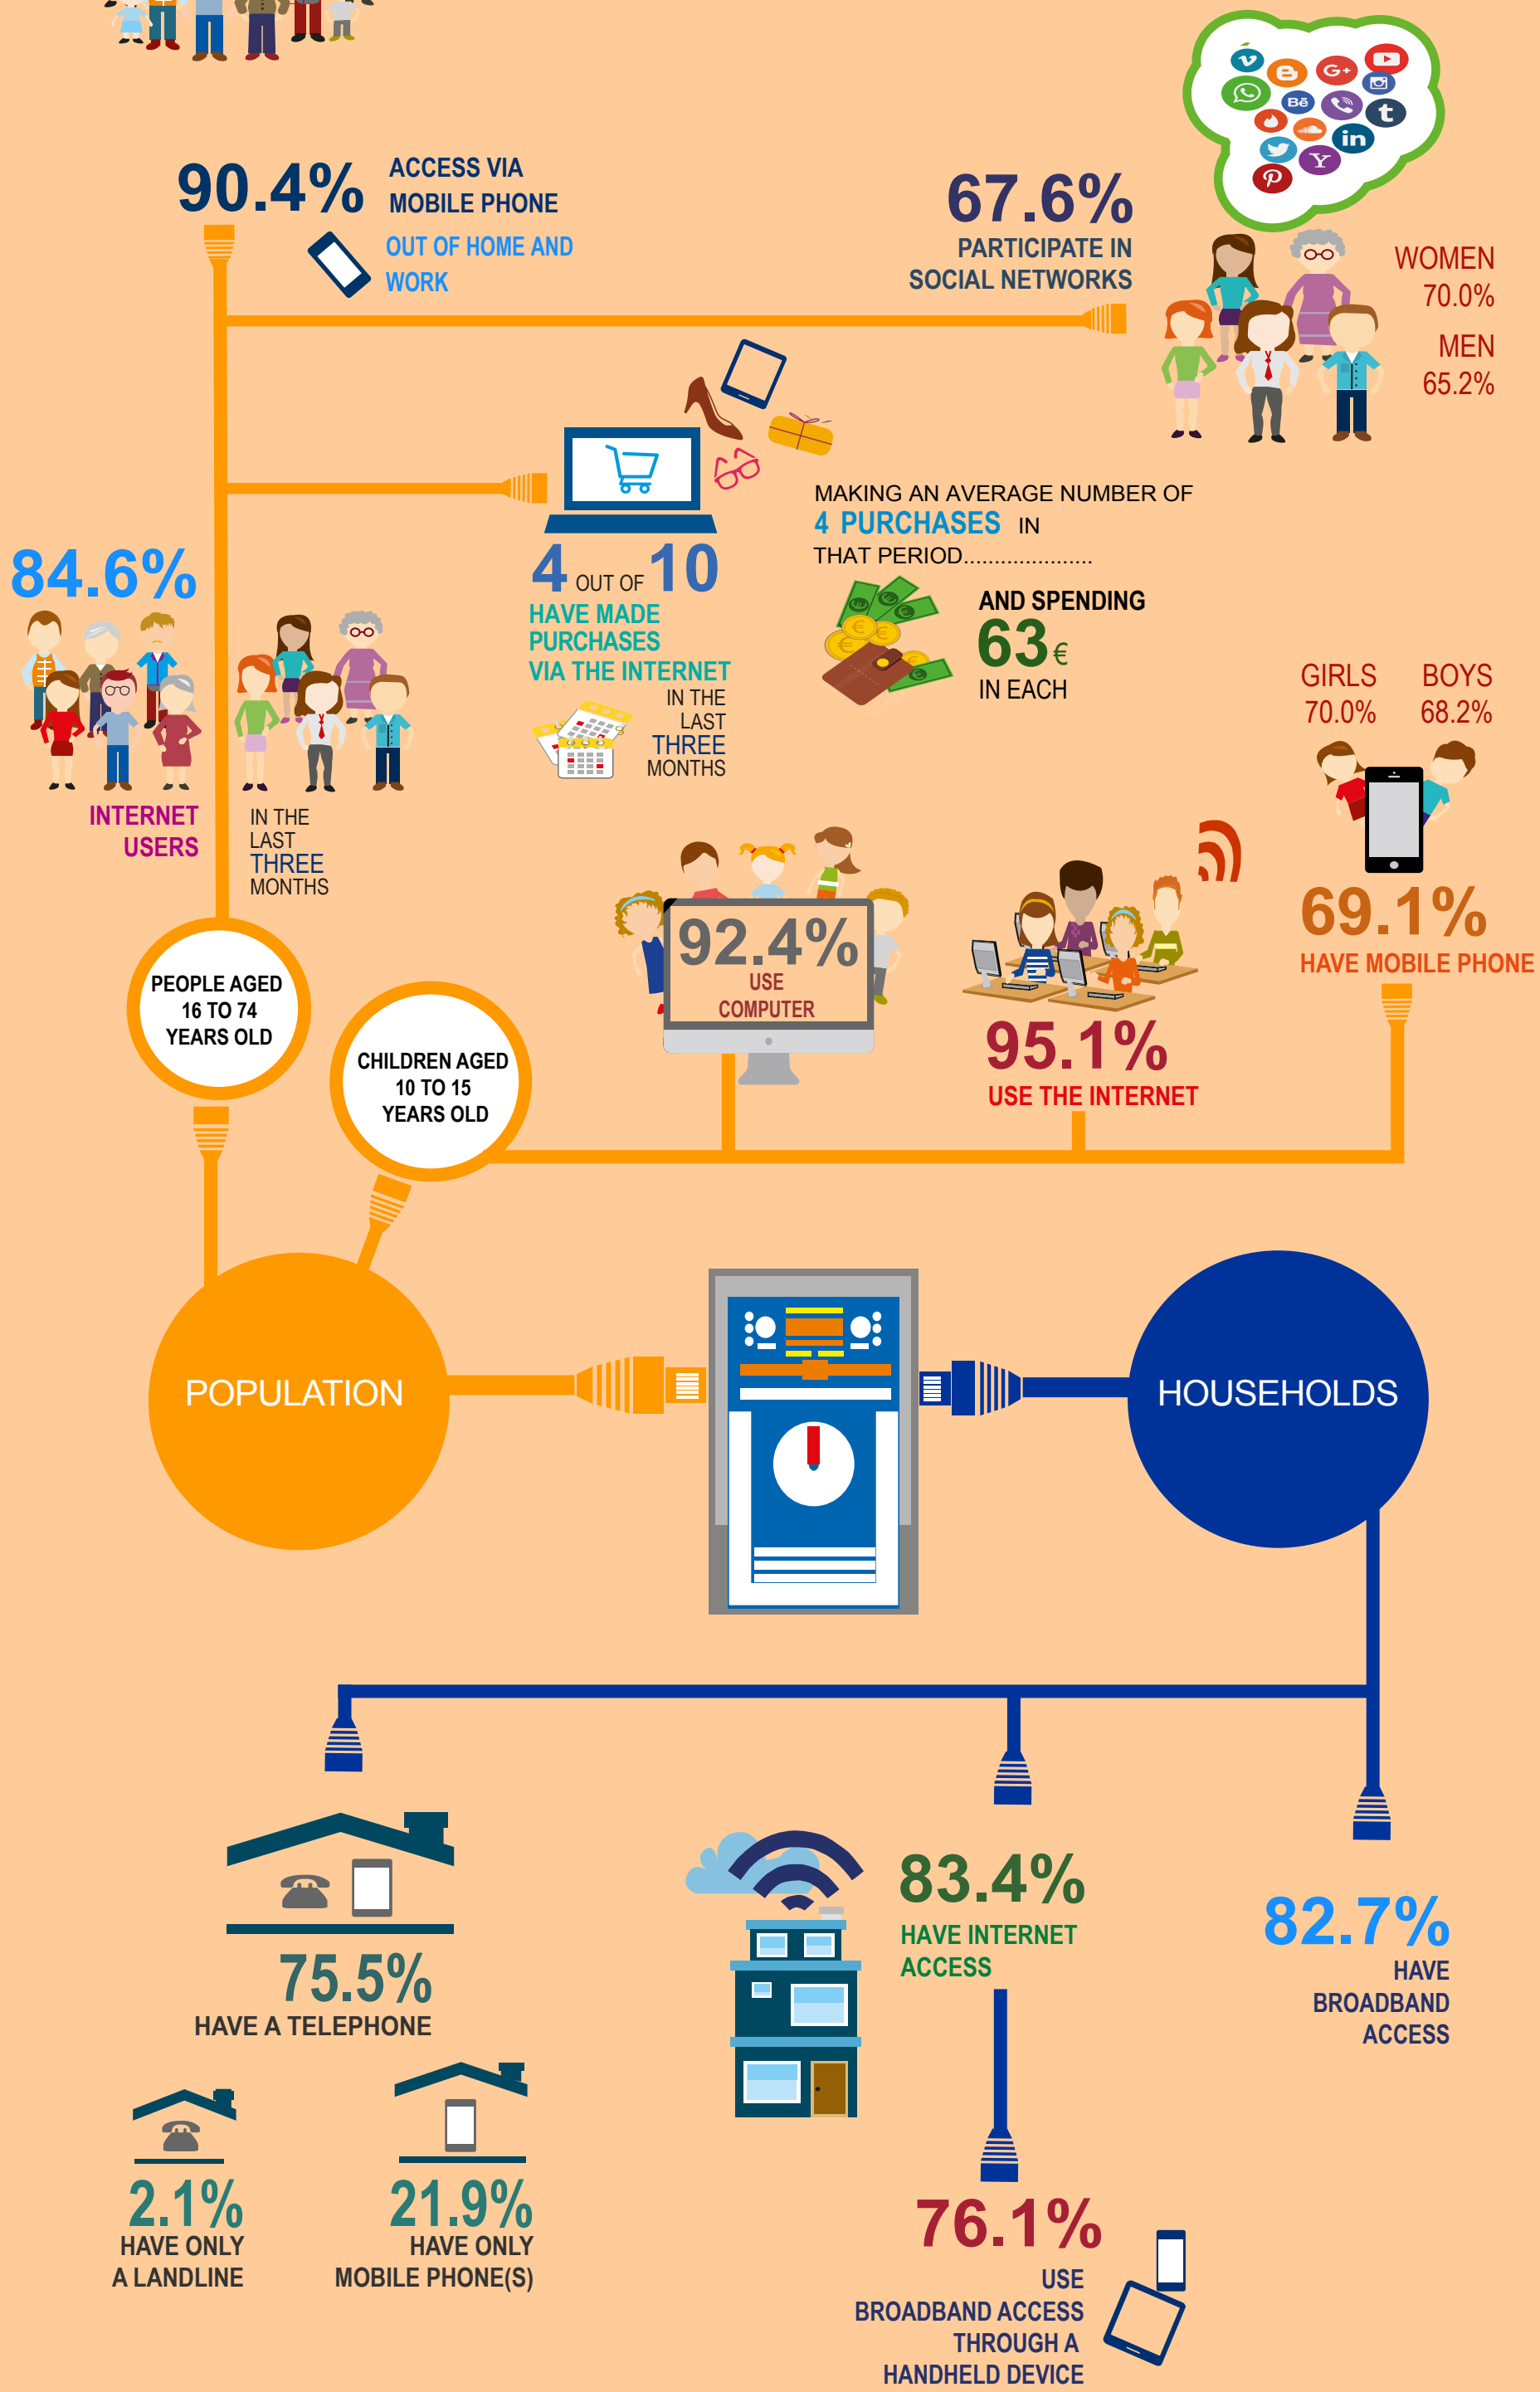 90.4%
ACCESS VIA
MOBILE PHONE
OUT OF HOME AND
WORK
67.6%
PARTICIPATE IN
SOCIAL NETWORKS
G+
Bē
t
in
Y
WOMEN
70.0%
MEN
65.2%
4 OUT OF 10
HAVE MADE
PURCHASES
VIA THE INTERNET
IN THE
LAST
THREE
MONTHS
MAKING AN AVERAGE NUMBER OF
4 PURCHASES IN
THAT PERIOD.....................
AND SPENDING
63€
IN EACH
84.6%
INTERNET
USERS
IN THE
LAST
THREE
MONTHS
PEOPLE AGED
16 TO 74
YEARS OLD
CHILDREN AGED
10 TO 15
YEARS OLD
92.4%
USE
COMPUTER
95.1%
USE THE INTERNET
GIRLS
70.0%
BOYS
68.2%
69.1%
HAVE MOBILE PHONE
POPULATION
HOUSEHOLDS
75.5%
HAVE A TELEPHONE
2.1%
HAVE ONLY
A LANDLINE
21.9%
HAVE ONLY
MOBILE PHONE(S)
83.4%
HAVE INTERNET
ACCESS
76.1%
USE
BROADBAND ACCESS
THROUGH A
HANDHELD DEVICE
82.7%
HAVE
BROADBAND
ACCESS